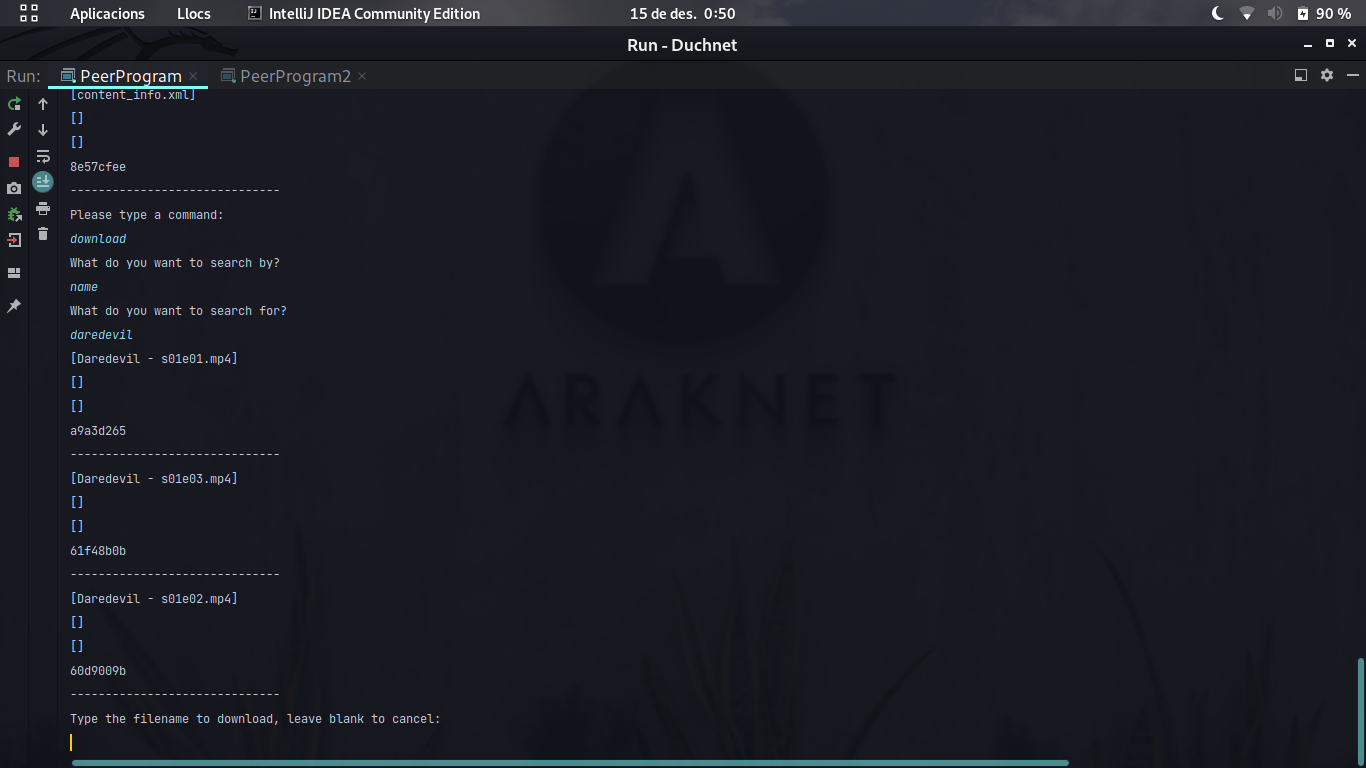 Aplicacions Llocs IntelliJ IDEA Community Edition 15 de des. 0:50 90 %
Run - Duchnet
Run: PeerProgram PeerProgram2
[content_info.xml]
[]
[]
8e57cfee
------------------------------
Please type a command:
download
What do you want to search by?
name
What do you want to search for?
daredevil
[Daredevil - s01e01.mp4]
[]
[]
a9a3d265
------------------------------
[Daredevil - s01e03.mp4]
[]
[]
61f48b0b
------------------------------
[Daredevil - s01e02.mp4]
[]
[]
60d9009b
------------------------------
Type the filename to download, leave blank to cancel:
ARAKNET